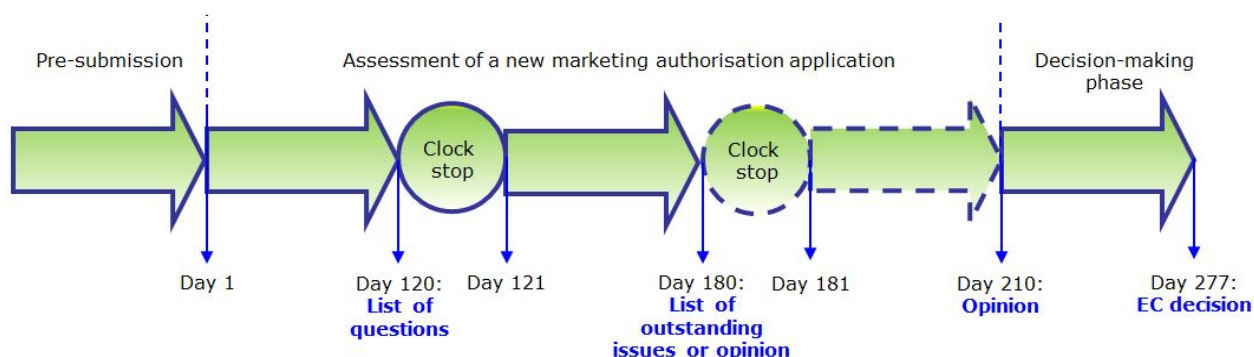 Pre-submission
Assessment of a new marketing authorisation application
Decision-making
phase
Clock
stop
Clock
stop
Day 1
Day 120:
List of
questions
Day 121
Day 180:
List of
outstanding
issues or opinion
Day 181
Day 210:
Opinion
Day 277:
EC decision